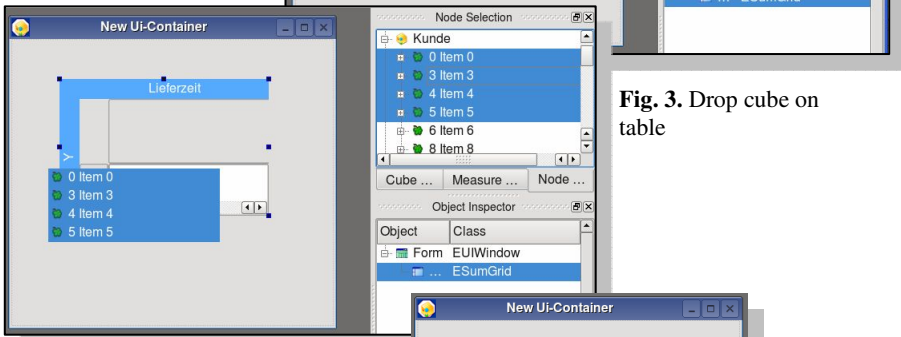 ESumGrid
New Ui-Container
Lieferzeit
Y
0 Item 0
3 Item 3
4 Item 4
5 Item 5
Node Selection
Kunde
0 Item 0
3 Item 3
4 Item 4
5 Item 5
6 Item 6
8 Item 8
Cube ...
Measure ...
Node ...
Object Inspector
Object Class
Form EUIWindow
... ESumGrid
Fig. 3. Drop cube on
table
New Ui-Container